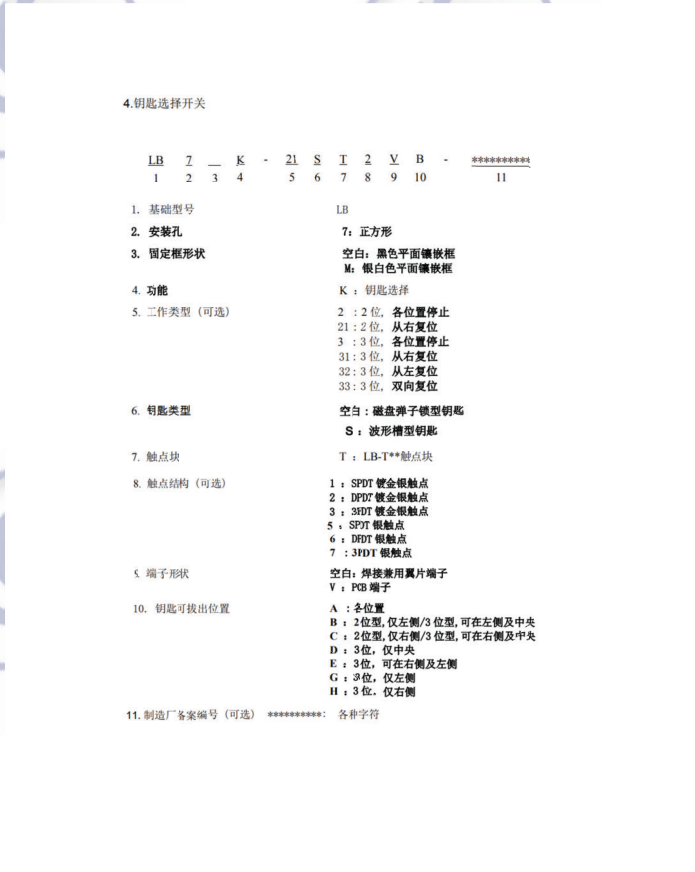 4.钥匙选择开关
LB 7 _ K - 21 S T 2 V B - **********
1 2 3 4 5 6 7 8 9 10 11
1. 基础型号 LB
2. 安装孔 7：正方形
3. 固定框形状 空白：黑色平面镶嵌框
M：银白色平面镶嵌框
4. 功能 K ：钥匙选择
5. 工作类型（可选） 2 : 2 位, 各位置停止
21 : 2 位, 从右复位
3 : 3 位, 各位置停止
31 : 3 位, 从右复位
32 : 3 位, 从左复位
33 : 3 位, 双向复位
6. 钥匙类型 空白：磁盘弹子锁型钥匙
S ：波形槽型钥匙
7. 触点块 T ：LB-T**触点块
8. 触点结构（可选） 1 ：SPDT 镀金银触点
2 ：DPDT 镀金银触点
3 ：3PDT 镀金银触点
5 ：SPDT 银触点
6 ：DPDT 银触点
7 ：3PDT 银触点
9. 端子形状 空白：焊接兼用翼片端子
V ：PCB 端子
10. 钥匙可拔出位置 A ：各位置
B ：2位型,仅左侧/3 位型,可在左侧及中央
C ：2位型,仅右侧/3 位型,可在右侧及中央
D ：3位，仅中央
E ：3位，可在右侧及左侧
G ：3位，仅左侧
H ：3 位．仅右侧
11. 制造厂备案编号（可选） **********： 各种字符